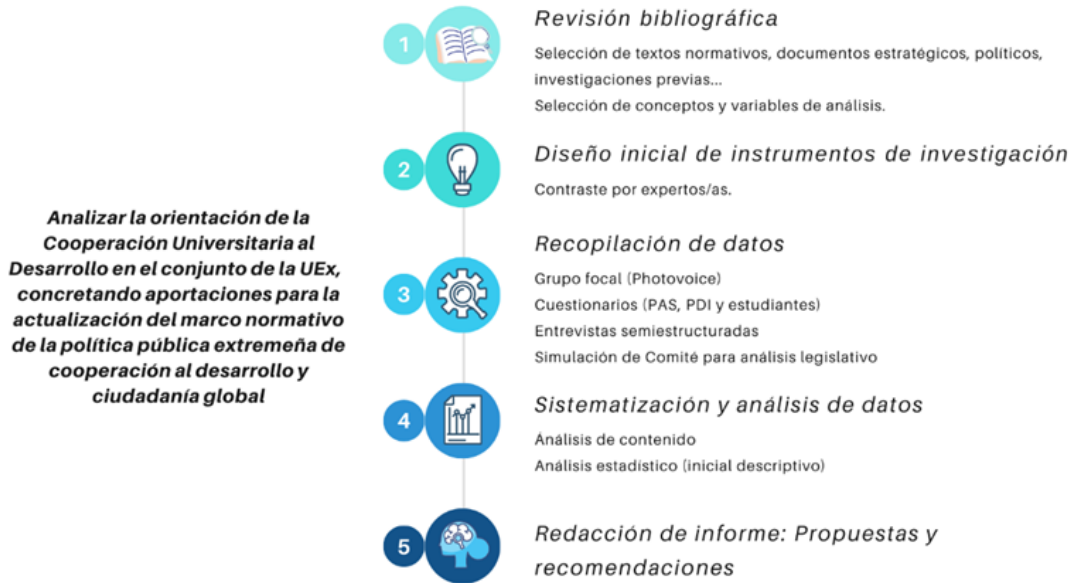 Analizar la orientación de la
Cooperación Universitaria al
Desarrollo en el conjunto de la UEx,
concretando aportaciones para la
actualización del marco normativo
de la política pública extremeña de
cooperación al desarrollo y
ciudadanía global
1
Revisión bibliográfica
Selección de textos normativos, documentos estratégicos, políticos,
investigaciones previas...
Selección de conceptos y variables de análisis.
2
Diseño inicial de instrumentos de investigación
Contraste por expertos/as.
3
Recopilación de datos
Grupo focal (Photovoice)
Cuestionarios (PAS, PDI y estudiantes)
Entrevistas semiestructuradas
Simulación de Comité para análisis legislativo
4
Sistematización y análisis de datos
Ánálisis de contenido
Análisis estadístico (inicial descriptivo)
5
Redacción de informe: Propuestas y
recomendaciones